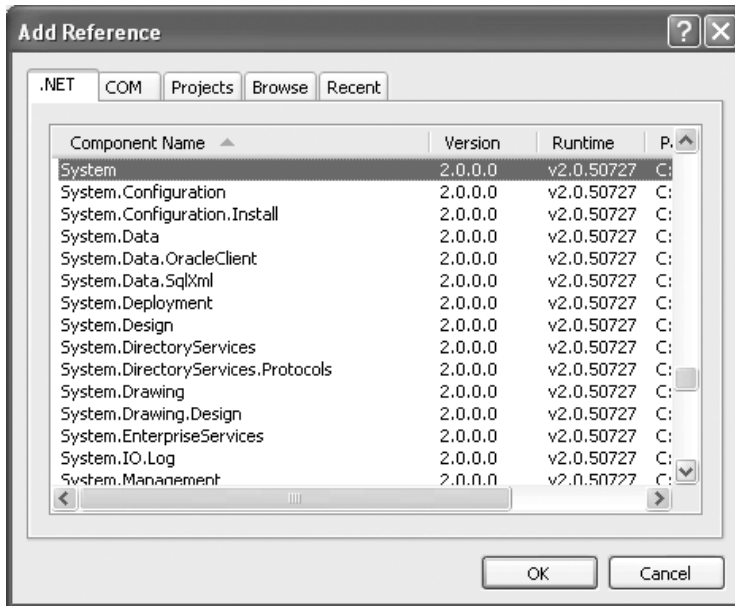 Add Reference
.NET COM Projects Browse Recent
Component Name Version Runtime P.
System 2.0.0.0 v2.0.50727 C:
System.Configuration 2.0.0.0 v2.0.50727 C:
System.Configuration.Install 2.0.0.0 v2.0.50727 C:
System.Data 2.0.0.0 v2.0.50727 C:
System.Data.OracleClient 2.0.0.0 v2.0.50727 C:
System.Data.SqlXml 2.0.0.0 v2.0.50727 C:
System.Deployment 2.0.0.0 v2.0.50727 C:
System.Design 2.0.0.0 v2.0.50727 C:
System.DirectoryServices 2.0.0.0 v2.0.50727 C:
System.DirectoryServices.Protocols 2.0.0.0 v2.0.50727 C:
System.Drawing 2.0.0.0 v2.0.50727 C:
System.Drawing.Design 2.0.0.0 v2.0.50727 C:
System.EnterpriseServices 2.0.0.0 v2.0.50727 C:
System.IO.Log 2.0.0.0 v2.0.50727 C:
System.Management 2.0.0.0 v2.0.50727 C:
OK Cancel